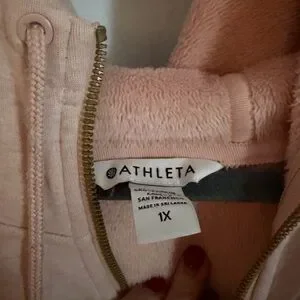 ATHLETA
SAN FRANCISCO
MADE IN SRI LANKA
1X